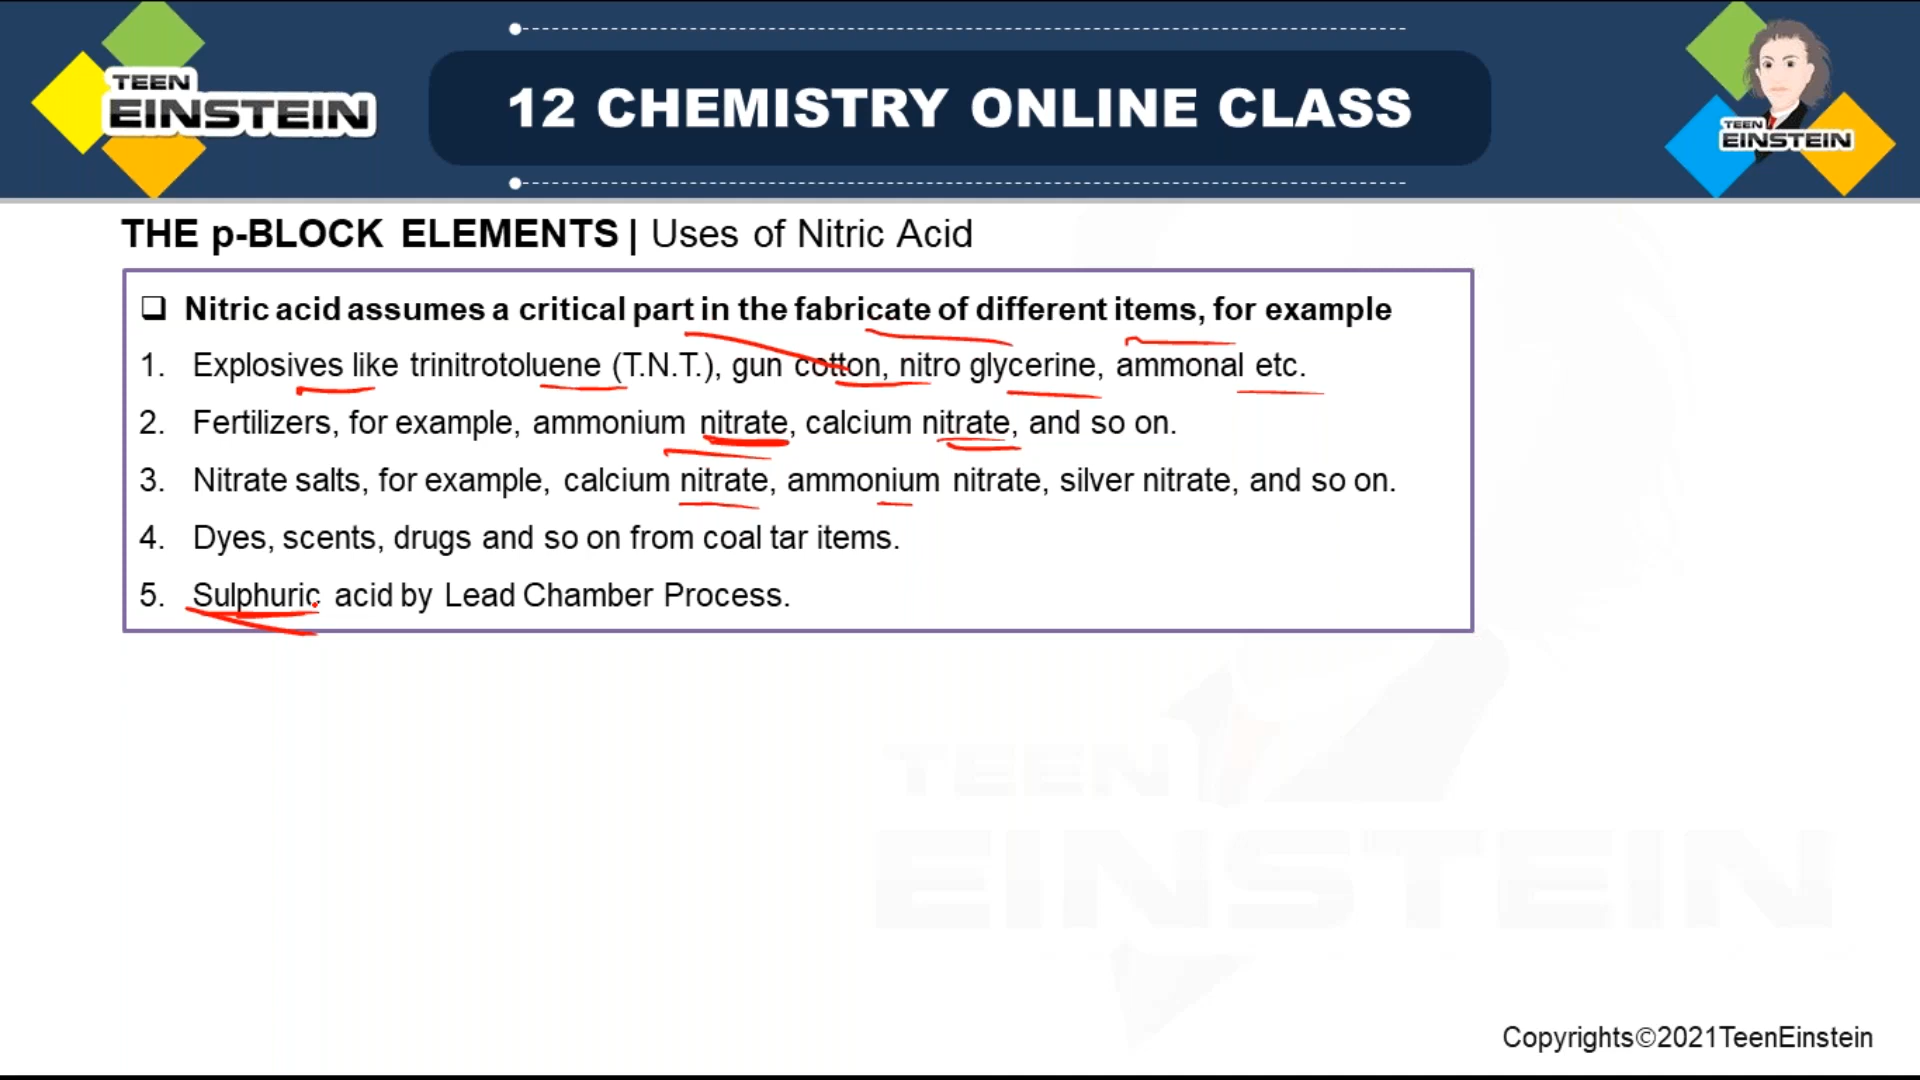 TEEN
EINSTEIN
12 CHEMISTRY ONLINE CLASS
TEEN
EINSTEIN
THE p-BLOCK ELEMENTS | Uses of Nitric Acid
❑ Nitric acid assumes a critical part in the fabricate of different items, for example
1. Explosives like trinitrotoluene (T.N.T.), gun cotton, nitro glycerine, ammonal etc.
2. Fertilizers, for example, ammonium nitrate, calcium nitrate, and so on.
3. Nitrate salts, for example, calcium nitrate, ammonium nitrate, silver nitrate, and so on.
4. Dyes, scents, drugs and so on from coal tar items.
5. Sulphuric acid by Lead Chamber Process.
TEEN
EINSTEIN
Copyrights©2021TeenEinstein